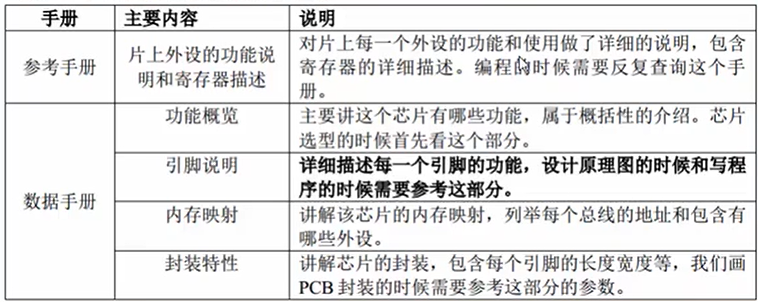 手册 主要内容 说明
参考手册 片上外设的功能说明和寄存器描述 对片上每一个外设的功能和使用做了详细的说明，包含
寄存器的详细描述。编程的时候需要反复查询这个手
册。
数据手册 功能概览 主要讲这个芯片有哪些功能，属于概括性的介绍。芯片
选型的时候首先看这个部分。
引脚说明 详细描述每一个引脚的功能，设计原理图的时候和写程
序的时候需要参考这部分。
内存映射 讲解该芯片的内存映射，列举每个总线的地址和包含有
哪些外设。
封装特性 讲解芯片的封装，包含每个引脚的长度宽度等，我们画
PCB 封装的时候需要参考这部分的参数。